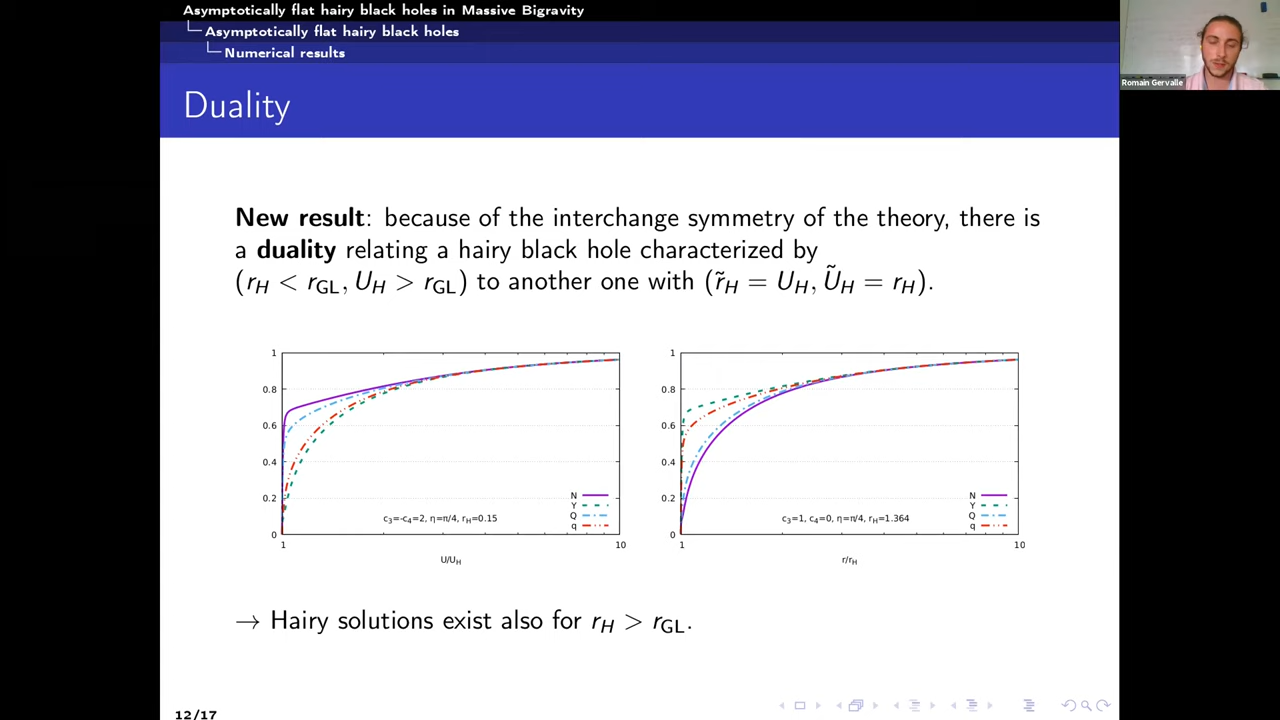 Asymptotically flat hairy black holes in Massive Bigravity
Asymptotically flat hairy black holes
Numerical results
Duality
Romain Gervalle
New result: because of the interchange symmetry of the theory, there is
a duality relating a hairy black hole characterized by
(r_H < r_GL, U_H > r_GL) to another one with (r̃_H = U_H, Ũ_H = r_H).
1
0.8
0.6
0.4
0.2
0
N
Y
Q
q
c₃=-c₄=2, η=π/4, r_H=0.15
1
10
U/U_H
1
0.8
0.6
0.4
0.2
0
N
Y
Q
q
c₃=1, c₄=0, η=π/4, r_H=1.364
1
10
r/r_H
→ Hairy solutions exist also for r_H > r_GL.
12/17